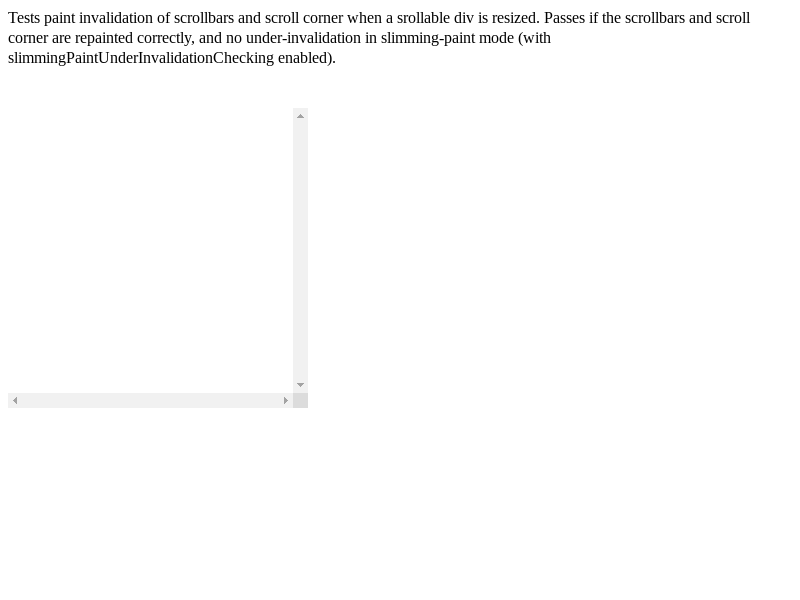 Tests paint invalidation of scrollbars and scroll corner when a srollable div is resized. Passes if the scrollbars and scroll
corner are repainted correctly, and no under-invalidation in slimming-paint mode (with
slimmingPaintUnderInvalidationChecking enabled).